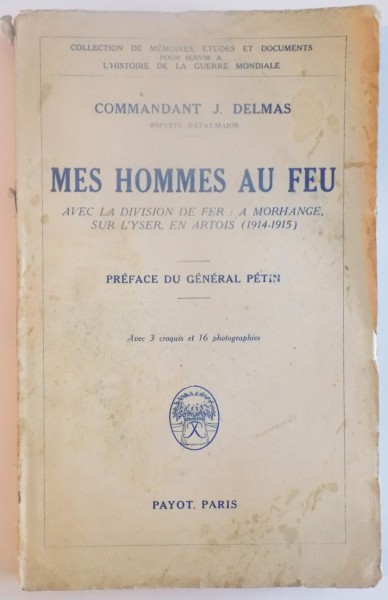 COLLECTION DE MÉMOIRES, ÉTUDES ET DOCUMENTS
POUR SERVIR A
L'HISTOIRE DE LA GUERRE MONDIALE
COMMANDANT J. DELMAS
BREVETÉ D'ÉTAT-MAJOR
MES HOMMES AU FEU
AVEC LA DIVISION DE FER : A MORHANGE,
SUR L'YSER, EN ARTOIS (1914-1915)
PRÉFACE DU GÉNÉRAL PÉTIN
Avec 3 croquis et 16 photographies
PAYOT, PARIS